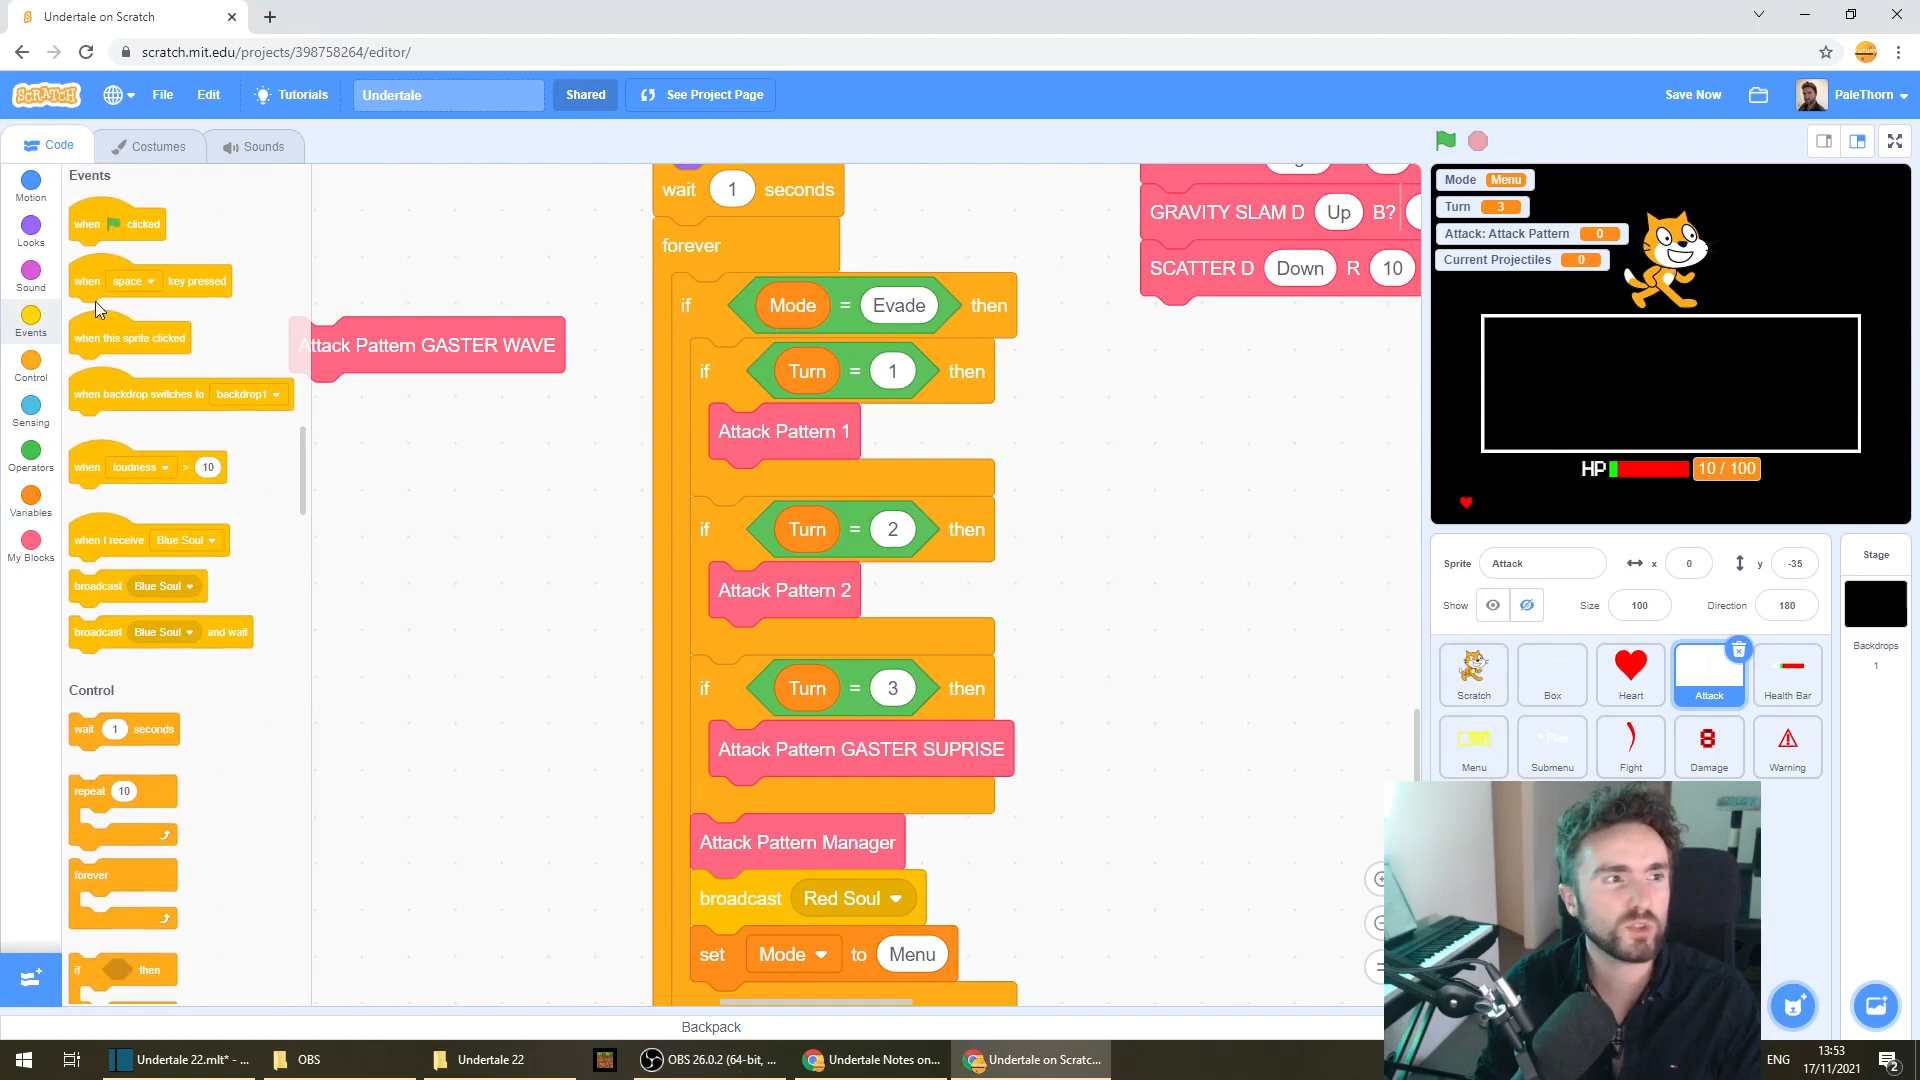 Undertale on Scratch
scratch.mit.edu/projects/398758264/editor/
SCRATCH
File
Edit
Tutorials
Undertale
Shared
See Project Page
Save Now
PaleThorn
Code
Costumes
Sounds
Motion
Looks
Sound
Events
Control
Sensing
Operators
Variables
My Blocks
Events
when clicked
when space key pressed
when this sprite clicked
when backdrop switches to backdrop1
when loudness > 10
when I receive Blue Soul
broadcast Blue Soul
broadcast Blue Soul and wait
Control
wait 1 seconds
repeat 10
forever
if then
Attack Pattern GASTER WAVE
wait 1 seconds
forever
if Mode = Evade then
if Turn = 1 then
Attack Pattern 1
if Turn = 2 then
Attack Pattern 2
if Turn = 3 then
Attack Pattern GASTER SUPRISE
Attack Pattern Manager
broadcast Red Soul
set Mode to Menu
GRAVITY SLAM D Up B?
SCATTER D Down R 10
Mode Menu
Turn 3
Attack: Attack Pattern 0
Current Projectiles 0
HP 10 / 100
Sprite Attack x 0 y -35
Show Size 100 Direction 180
Stage
Backdrops
1
Scratch
Box
Heart
Attack
Health Bar
Menu
Submenu
Fight
Damage
Warning
Backpack
Undertale 22.mlt* - ...
OBS
Undertale 22
OBS 26.0.2 (64-bit, ...
Undertale Notes on...
Undertale on Scratc...
ENG
13:53
17/11/2021
2